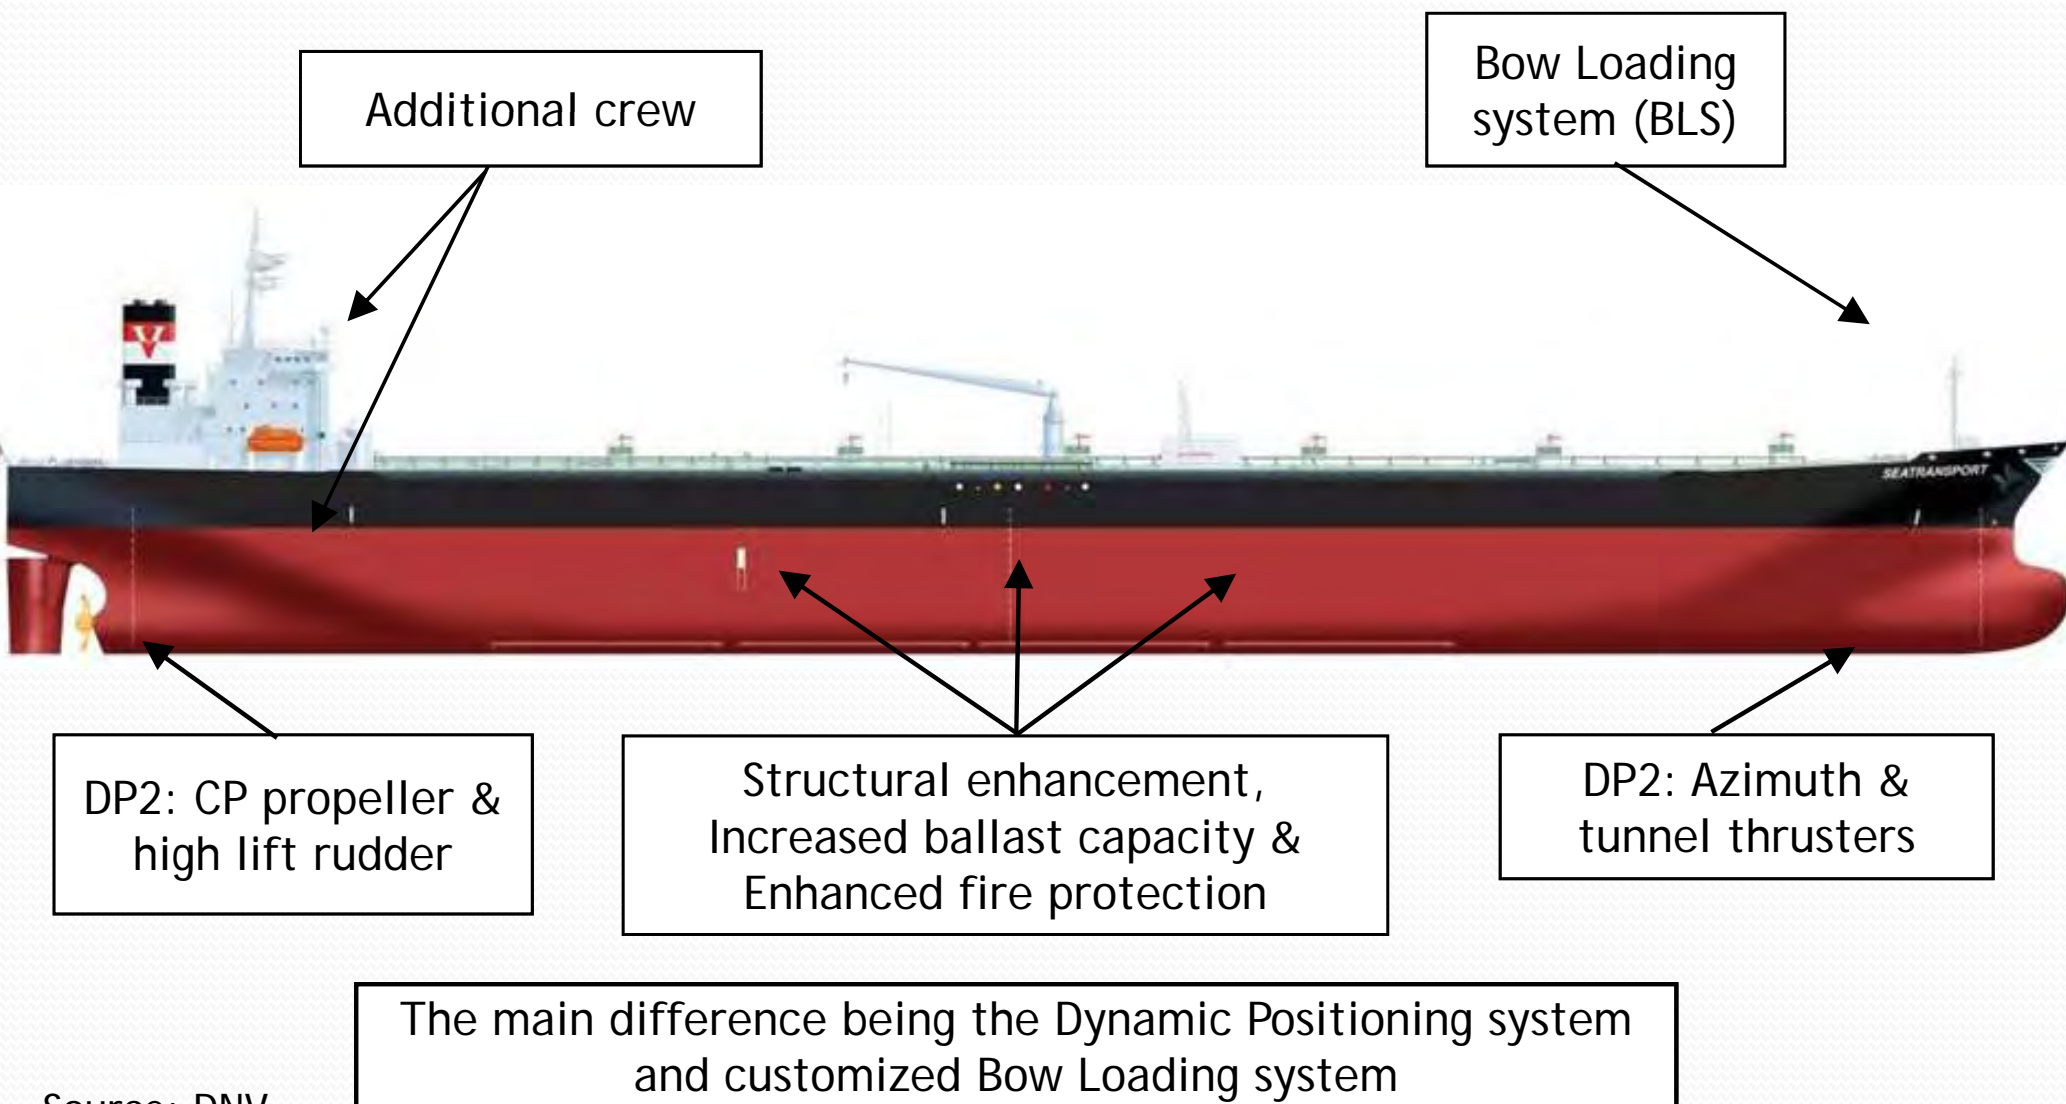 Additional crew
Bow Loading
system (BLS)
V
SEATRANSPORT
DP2: CP propeller &
high lift rudder
Structural enhancement,
Increased ballast capacity &
Enhanced fire protection
DP2: Azimuth &
tunnel thrusters
The main difference being the Dynamic Positioning system
and customized Bow Loading system
Source: DNV